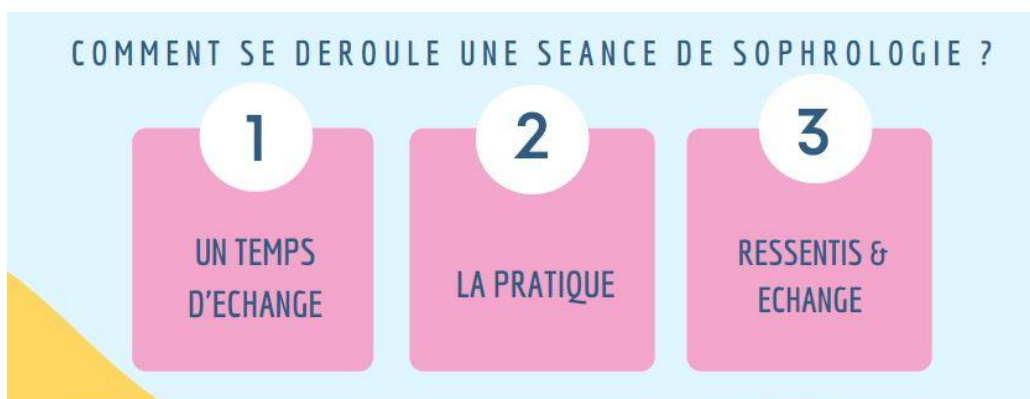 COMMENT SE DEROULE UNE SEANCE DE SOPHROLOGIE ?
1
UN TEMPS
D'ECHANGE
2
LA PRATIQUE
3
RESSENTIS &
ECHANGE